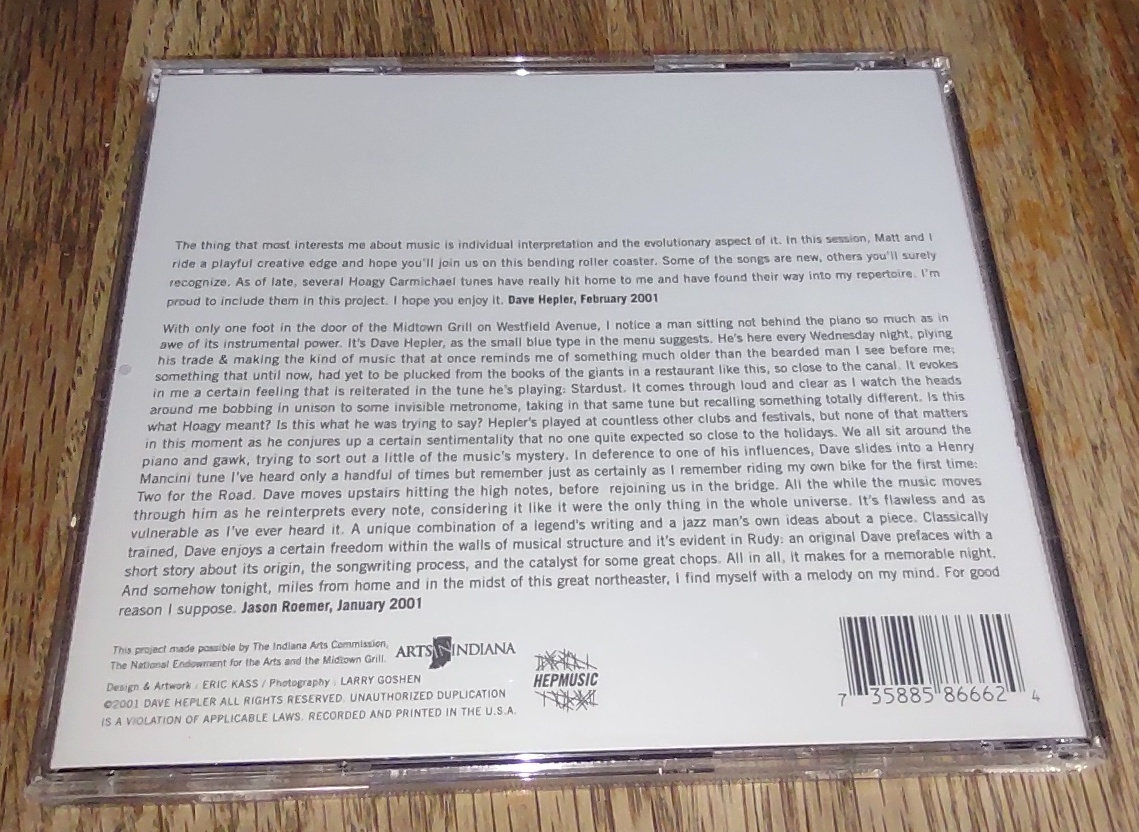 The thing that most interests me about music is individual interpretation and the evolutionary aspect of it. In this session, Matt and I
ride a playful creative edge and hope you'll join us on this bending roller coaster. Some of the songs are new, others you'll surely
recognize. As of late, several Hoagy Carmichael tunes have really hit home to me and have found their way into my repertoire. I'm
proud to include them in this project. I hope you enjoy it. Dave Hepler, February 2001
With only one foot in the door of the Midtown Grill on Westfield Avenue, I notice a man sitting not behind the piano so much as in
awe of its instrumental power. It's Dave Hepler, as the small blue type in the menu suggests. He's here every Wednesday night, plying
his trade & making the kind of music that at once reminds me of something much older than the bearded man I see before me;
something that until now, had yet to be plucked from the books of the giants in a restaurant like this, so close to the canal. It evokes
in me a certain feeling that is reiterated in the tune he's playing: Stardust. It comes through loud and clear as I watch the heads
around me bobbing in unison to some invisible metronome, taking in that same tune but recalling something totally different. Is this
what Hoagy meant? Is this what he was trying to say? Hepler's played at countless other clubs and festivals, but none of that matters
in this moment as he conjures up a certain sentimentality that no one quite expected so close to the holidays. We all sit around the
piano and gawk, trying to sort out a little of the music's mystery. In deference to one of his influences, Dave slides into a Henry
Mancini tune I've heard only a handful of times but remember just as certainly as I remember riding my own bike for the first time:
Two for the Road. Dave moves upstairs hitting the high notes, before rejoining us in the bridge. All the while the music moves
through him as he reinterprets every note, considering it like it were the only thing in the whole universe. It's flawless and as
vulnerable as I've ever heard it. A unique combination of a legend's writing and a jazz man's own ideas about a piece. Classically
trained, Dave enjoys a certain freedom within the walls of musical structure and it's evident in Rudy: an original Dave prefaces with a
short story about its origin, the songwriting process, and the catalyst for some great chops. All in all, it makes for a memorable night.
And somehow tonight, miles from home and in the midst of this great northeaster, I find myself with a melody on my mind. For good
reason I suppose. Jason Roemer, January 2001
This project made possible by The Indiana Arts Commission,
The National Endowment for the Arts and the Midtown Grill.
ARTS IN INDIANA
Design & Artwork : ERIC KASS / Photography : LARRY GOSHEN
©2001 DAVE HEPLER ALL RIGHTS RESERVED. UNAUTHORIZED DUPLICATION
IS A VIOLATION OF APPLICABLE LAWS. RECORDED AND PRINTED IN THE U.S.A.
HEPMUSIC
7 35885 86662 4